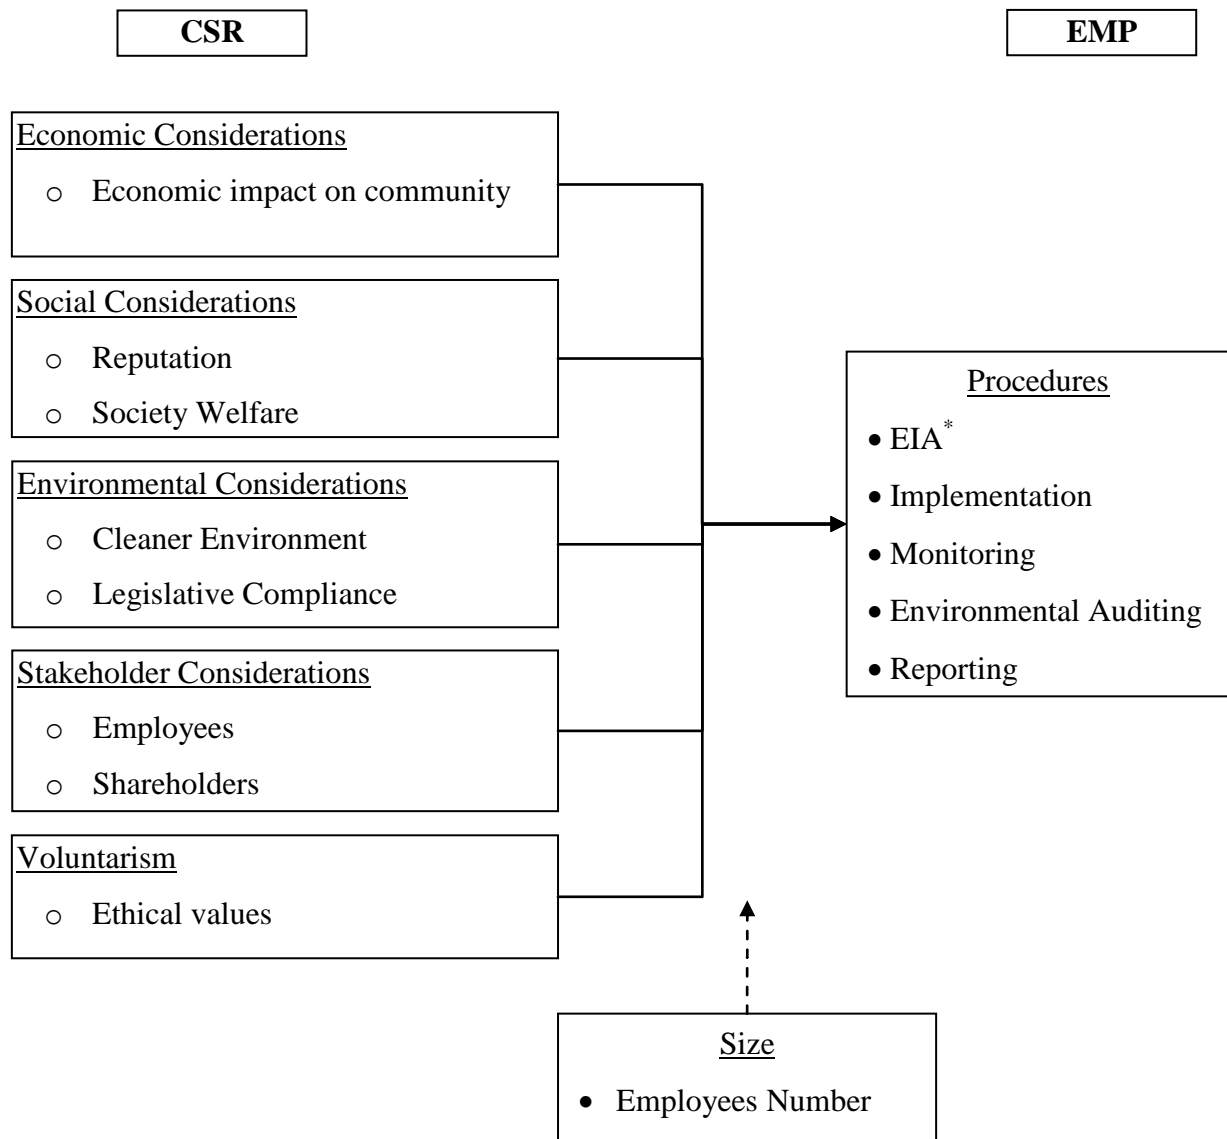 CSR
EMP
Economic Considerations
o Economic impact on community
Social Considerations
o Reputation
o Society Welfare
Environmental Considerations
o Cleaner Environment
o Legislative Compliance
Stakeholder Considerations
o Employees
o Shareholders
Voluntarism
o Ethical values
Procedures
• EIA*
• Implementation
• Monitoring
• Environmental Auditing
• Reporting
Size
• Employees Number